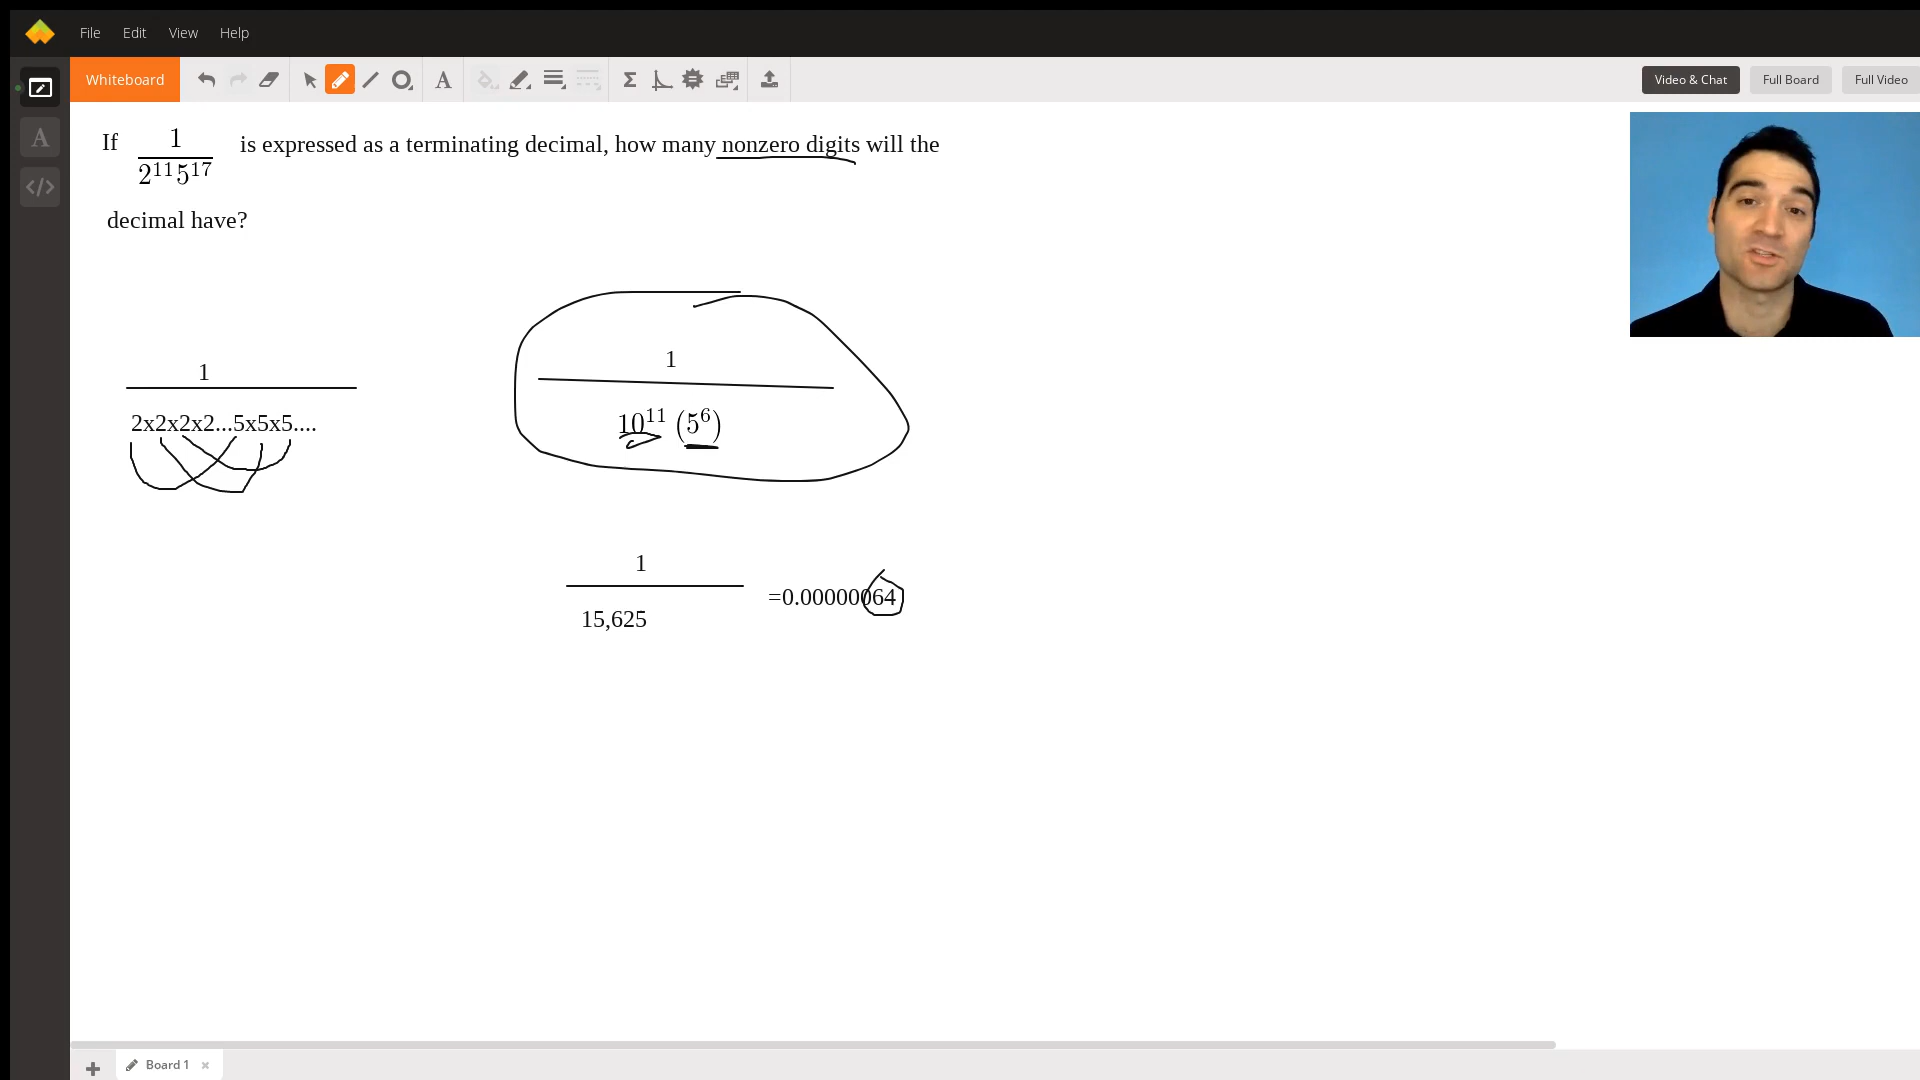 File Edit View Help
Whiteboard
A
Σ
Video & Chat Full Board Full Video
A
</>
If 1 / 2^11 5^17 is expressed as a terminating decimal, how many nonzero digits will the
decimal have?
1
2x2x2x2...5x5x5....
1
10^11 (5^6)
1
15,625
=0.00000064
+ Board 1 ×